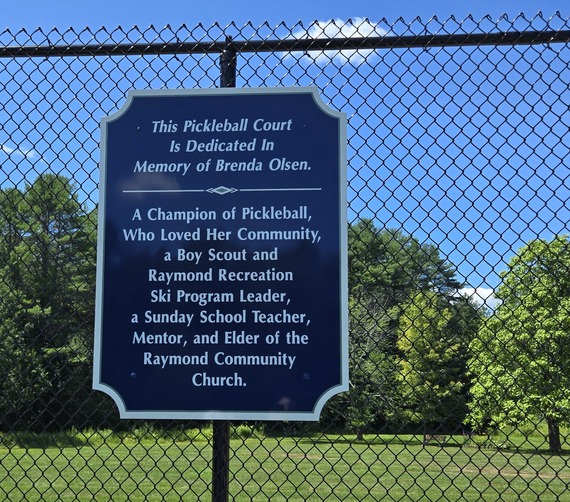 This Pickleball Court
Is Dedicated In
Memory of Brenda Olsen.
A Champion of Pickleball,
Who Loved Her Community,
a Boy Scout and
Raymond Recreation
Ski Program Leader,
a Sunday School Teacher,
Mentor, and Elder of the
Raymond Community
Church.